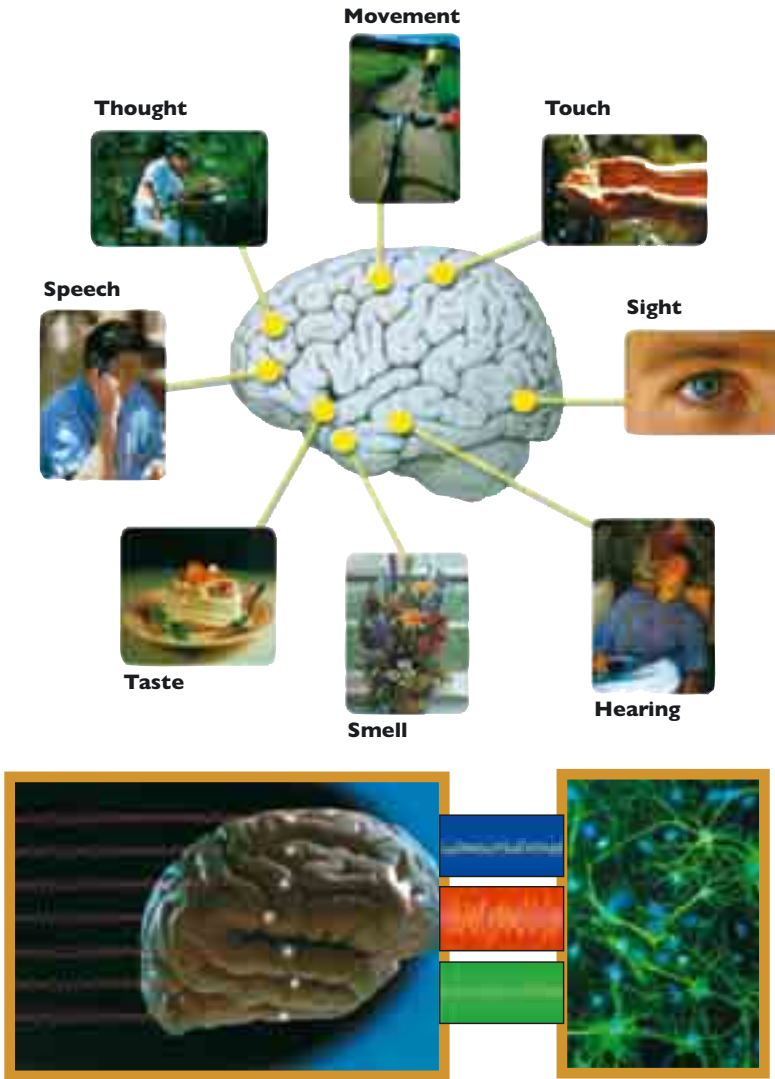 Movement
Thought
Touch
Speech
Sight
Taste
Hearing
Smell